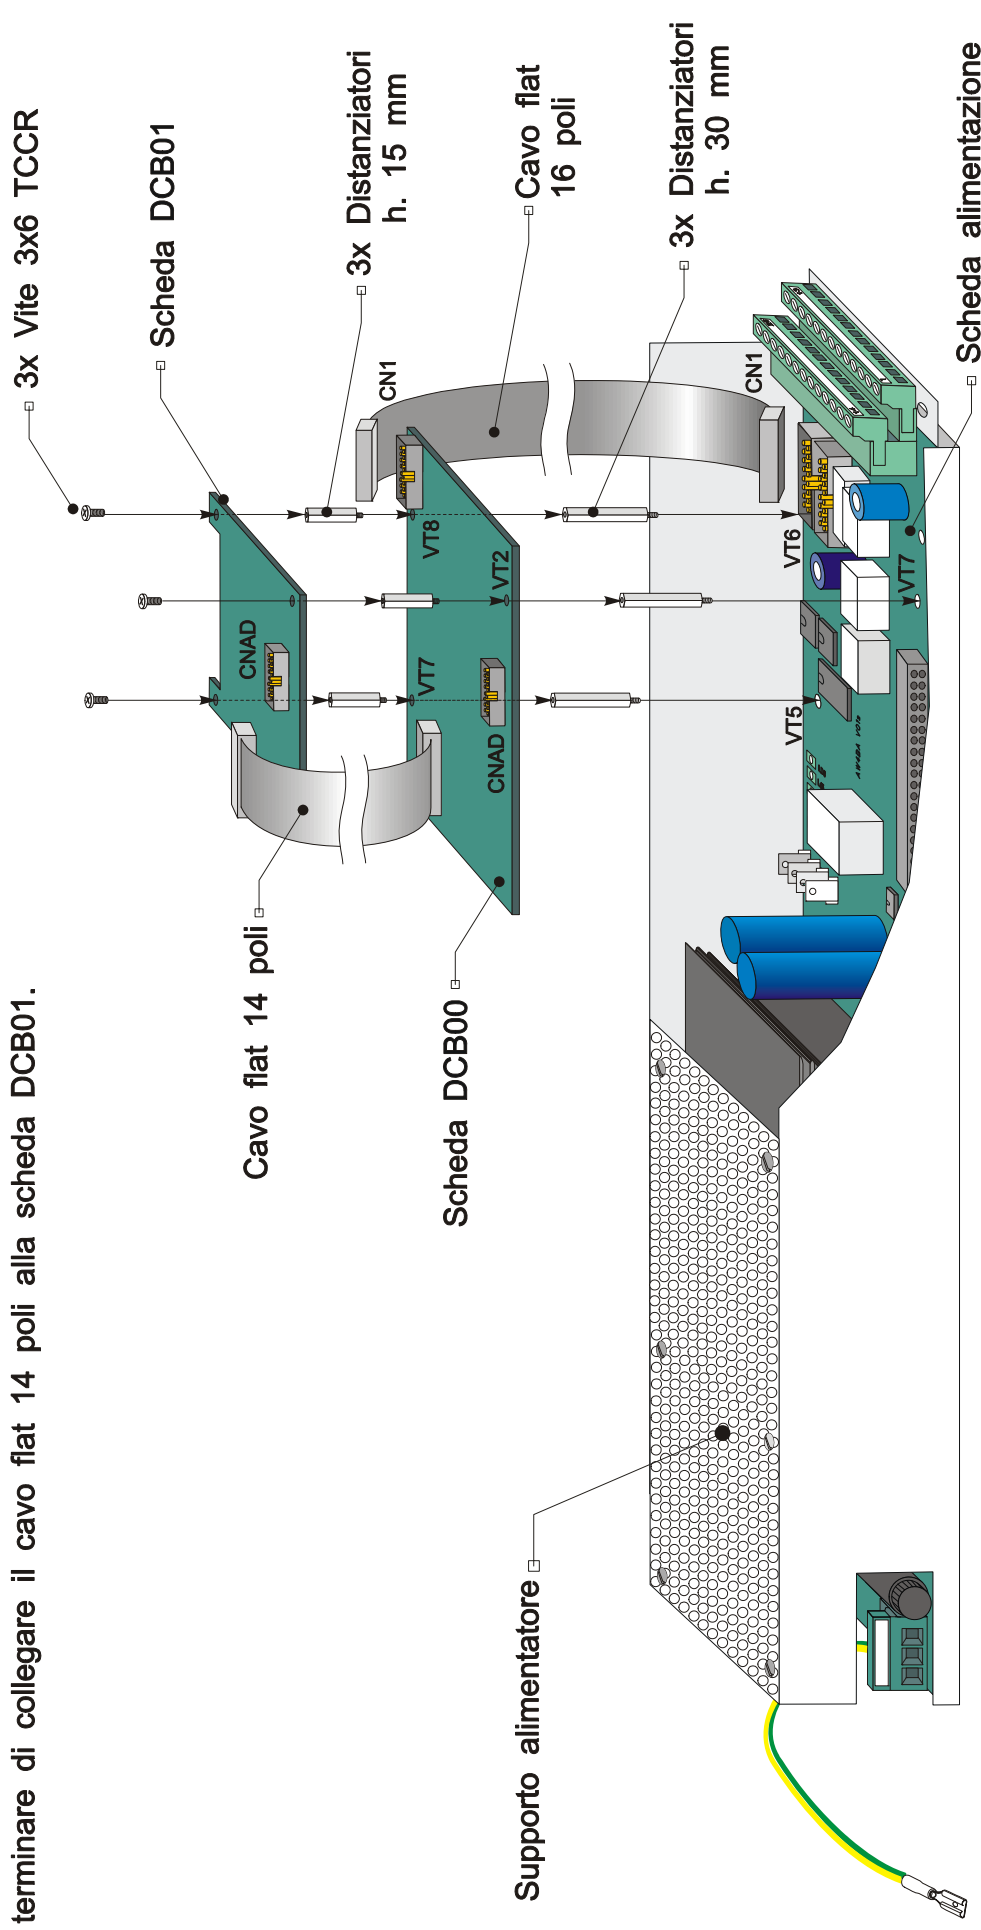 terminare di collegare il cavo flat 14 poli alla scheda DCB01.
3x Vite 3x6 TCCR
Scheda DCB01
3x Distanziatori
h. 15 mm
Cavo flat
16 poli
3x Distanziatori
h. 30 mm
Scheda alimentazione
Cavo flat 14 poli
Scheda DCB00
Supporto alimentatore
CNAD
CN1
VT8
VT2
VT7
CNAD
CN1
VT6
VT7
VT5